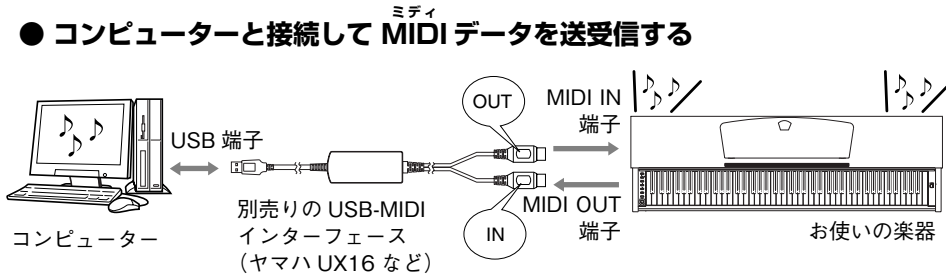 ミディ
● コンピューターと接続して MIDI データを送受信する
OUT
MIDI IN
端子
USB 端子
コンピューター
別売りの USB-MIDI
インターフェース
（ヤマハ UX16 など）
IN
MIDI OUT
端子
お使いの楽器